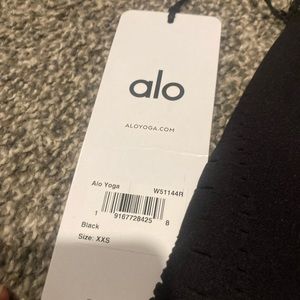 alo
ALOYOGA.COM
Alo Yoga W51144R
1 9167728425 8
Black
Size: XXS